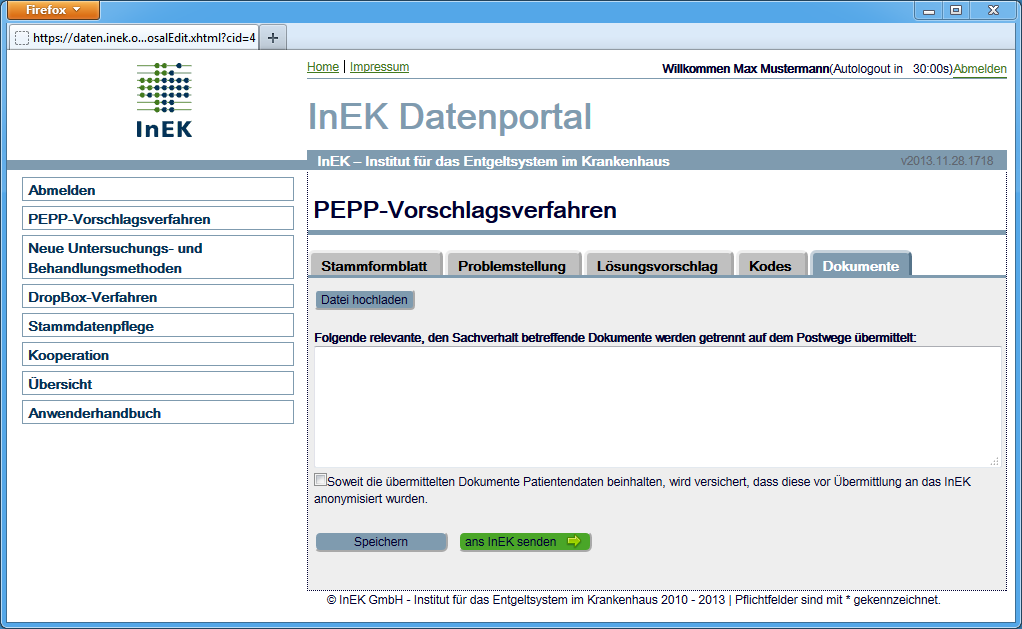 Firefox
https://daten.inek.o...osalEdit.xhtml?cid=4
InEK
Home | Impressum
Willkommen Max Mustermann(Autologout in 30:00s)Abmelden
InEK Datenportal
InEK – Institut für das Entgeltsystem im Krankenhaus
v2013.11.28.1718
Abmelden
PEPP-Vorschlagsverfahren
Neue Untersuchungs- und
Behandlungsmethoden
DropBox-Verfahren
Stammdatenpflege
Kooperation
Übersicht
Anwenderhandbuch
PEPP-Vorschlagsverfahren
Stammformblatt
Problemstellung
Lösungsvorschlag
Kodes
Dokumente
Datei hochladen
Folgende relevante, den Sachverhalt betreffende Dokumente werden getrennt auf dem Postwege übermittelt:
Soweit die übermittelten Dokumente Patientendaten beinhalten, wird versichert, dass diese vor Übermittlung an das InEK
anonymisiert wurden.
Speichern
ans InEK senden
© InEK GmbH - Institut für das Entgeltsystem im Krankenhaus 2010 - 2013 | Pflichtfelder sind mit * gekennzeichnet.